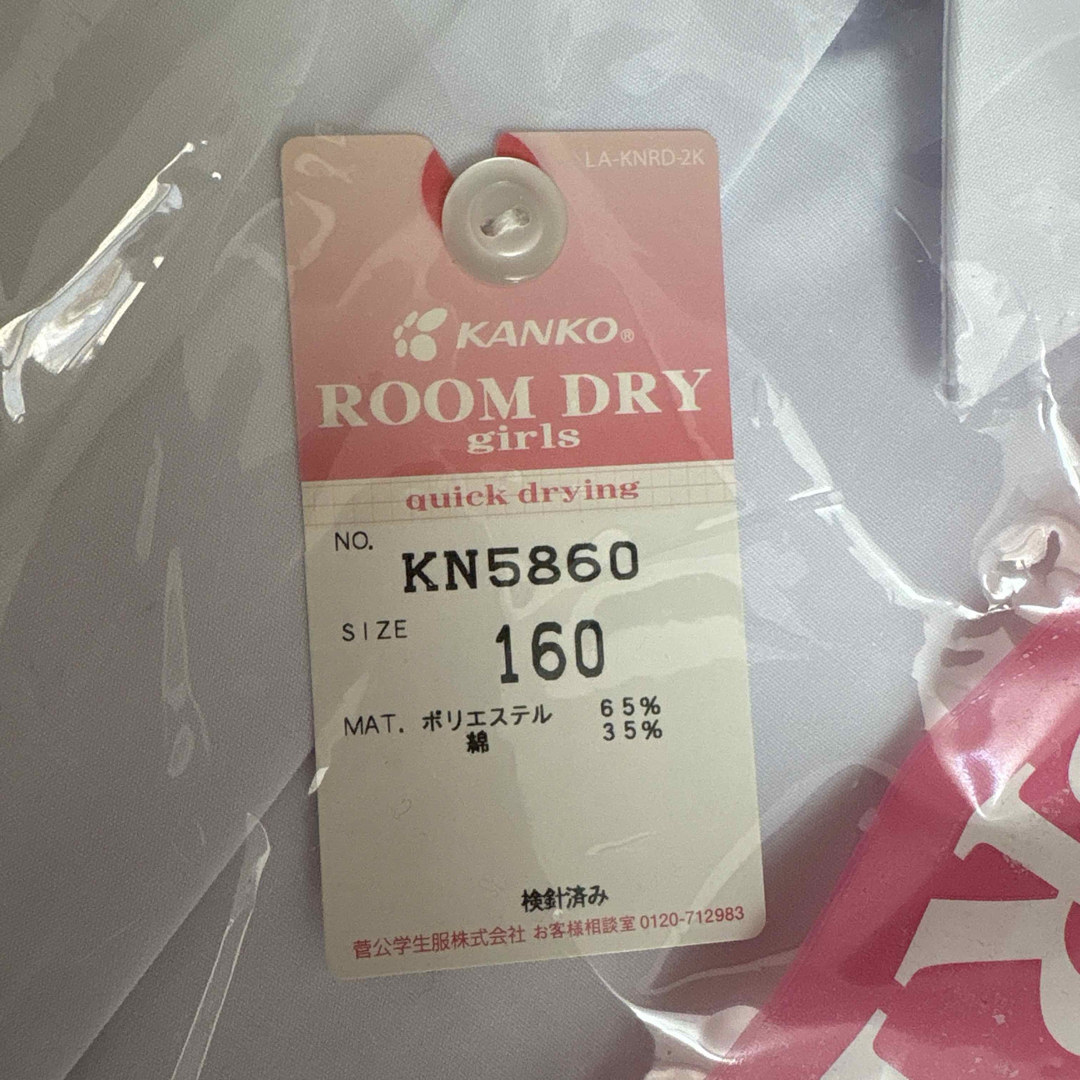 LA-KNRD-2K
KANKO®
ROOM DRY
girls
quick drying
NO. KN5860
SIZE 160
MAT. ポリエステル 65%
綿 35%
検針済み
菅公学生服株式会社 お客様相談室 0120-712983